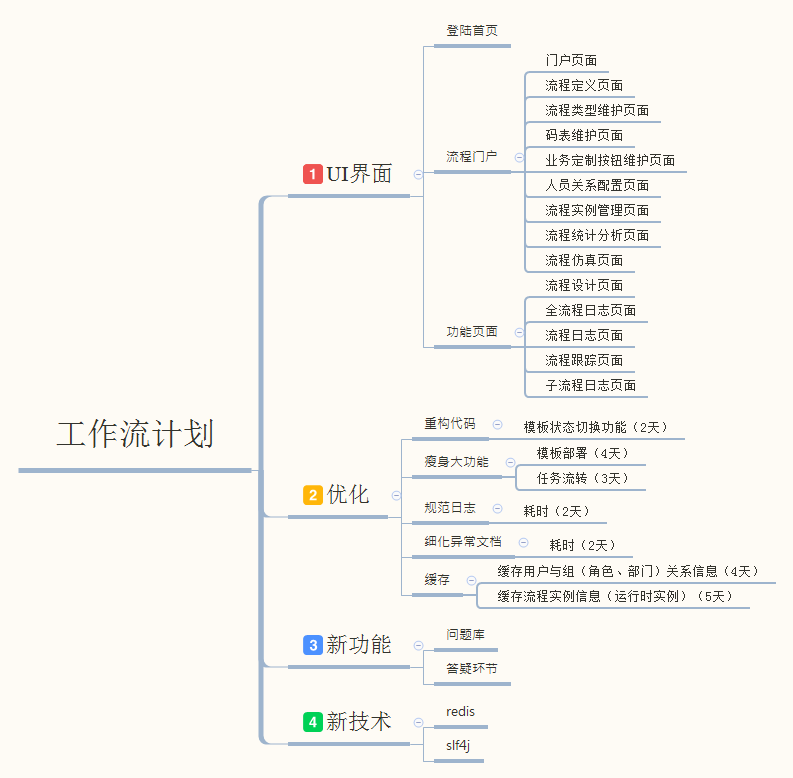 工作流计划
1 UI界面
登陆首页
流程门户
门户页面
流程定义页面
流程类型维护页面
码表维护页面
业务定制按钮维护页面
人员关系配置页面
流程实例管理页面
流程统计分析页面
流程仿真页面
功能页面
流程设计页面
全流程日志页面
流程日志页面
流程跟踪页面
子流程日志页面
2 优化
重构代码
模板状态切换功能（2天）
瘦身大功能
模板部署（4天）
任务流转（3天）
规范日志
耗时（2天）
细化异常文档
耗时（2天）
缓存
缓存用户与组（角色、部门）关系信息（4天）
缓存流程实例信息（运行时实例）（5天）
3 新功能
问题库
答疑环节
4 新技术
redis
slf4j